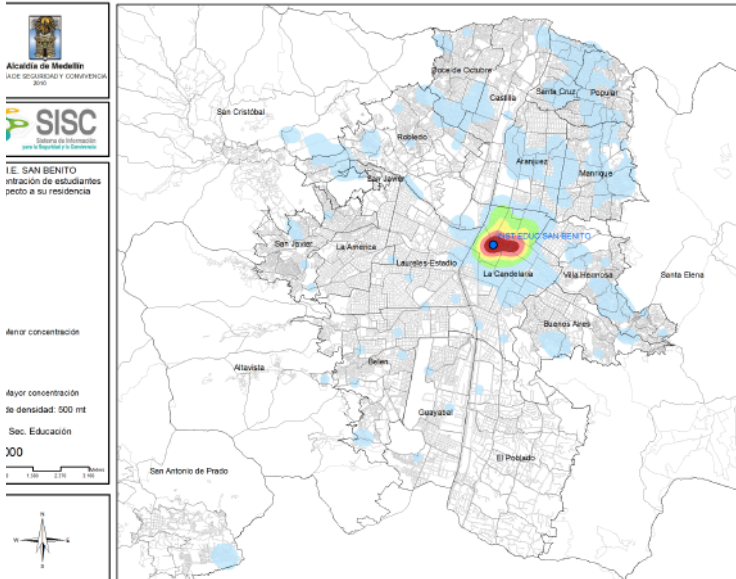 Alcaldía de Medellín
ÍA DE SEGURIDAD Y CONVIVENCIA
2010
SISC
Sistema de Información
para la Seguridad y la Convivencia
I.E. SAN BENITO
ntración de estudiantes
pecto a su residencia
Menor concentración
Mayor concentración
de densidad: 500 mt
Sec. Educación
000
Doce de Octubre
Santa Cruz
Popular
Castilla
San Cristóbal
Robledo
Aranjuez
Manrique
San Javier
INST EDUC SAN BENITO
San Javier
La America
Laureles-Estadio
La Candelaria
Villa Hermosa
Santa Elena
Buenos Aires
Belen
Altavista
Guayabal
El Poblado
San Antonio de Prado
N
W
E
S